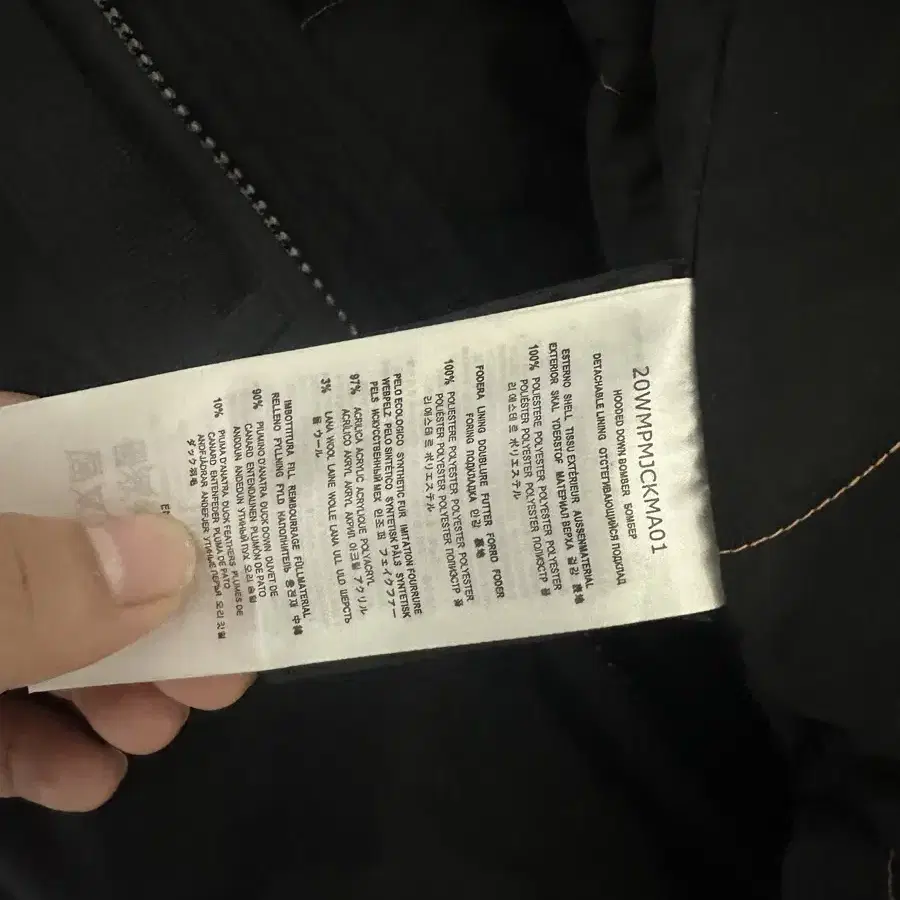 20WMPMJCKMA01
HOODED DOWN BOMBER БОМБЕР
DETACHABLE LINING ОТСТЕГИВАЮЩИЙСЯ ПОДКЛАД
ESTERNO SHELL TISSU EXTÉRIEUR AUSSENMATERIAL
EXTERIOR SKAL YDERSTOF МАТЕРИАЛ ВЕРХА 겉감 表地
100% POLIESTERE POLYESTER POLYESTER POLYESTER
POLIÉSTER POLYESTER POLYESTER ПОЛИЭСТР 폴
리에스테르 ポリエステル
FODERA LINING DOUBLURE FUTTER FORRO FODER
FORING ПОДКЛАДКА 안감 裏地
100% POLIESTERE POLYESTER POLYESTER POLYESTER
POLIÉSTER POLYESTER POLYESTER ПОЛИЭСТР 폴
리에스테르 ポリエステル
PELO ECOLOGICO SYNTHETIC FUR IMITATION FOURRURE
WEBPELZ PELO SINTÉTICO SYNTETISK PÄLS SYNTETISK
PELS ИСКУССТВЕННЫЙ МЕХ 인조 퍼 フェイクファー
97% ACRILICA ACRYLIC ACRYLIQUE POLYACRYL
ACRÍLICO AKRYL AKRYL АКРИЛ 아크릴 アクリル
3% LANA WOOL LAINE WOLLE LANA ULL ULD ШЕРСТЬ
울 ウール
IMBOTTITURA FILL REMBOURRAGE FÜLLMATERIAL
RELLENO FYLLNING FYLD НАПОЛНИТЕЛЬ 충전재 中綿
90% PIUMINO D'ANATRA DUCK DOWN DUVET DE
CANARD ENTENDAUNEN PLUMÓN DE PATO
ANDDUN ANDEDUN УТИНЫЙ ПУХ 오리 솜털
10% PIUMA D'ANATRA DUCK FEATHERS PLUMES DE
CANARD ENTENFEDER PLUMA DE PATO
ANDFJÄDRAR ANDEFJER УТИНЫЕ ПЕРЬЯ 오리 깃털
ダック羽毛